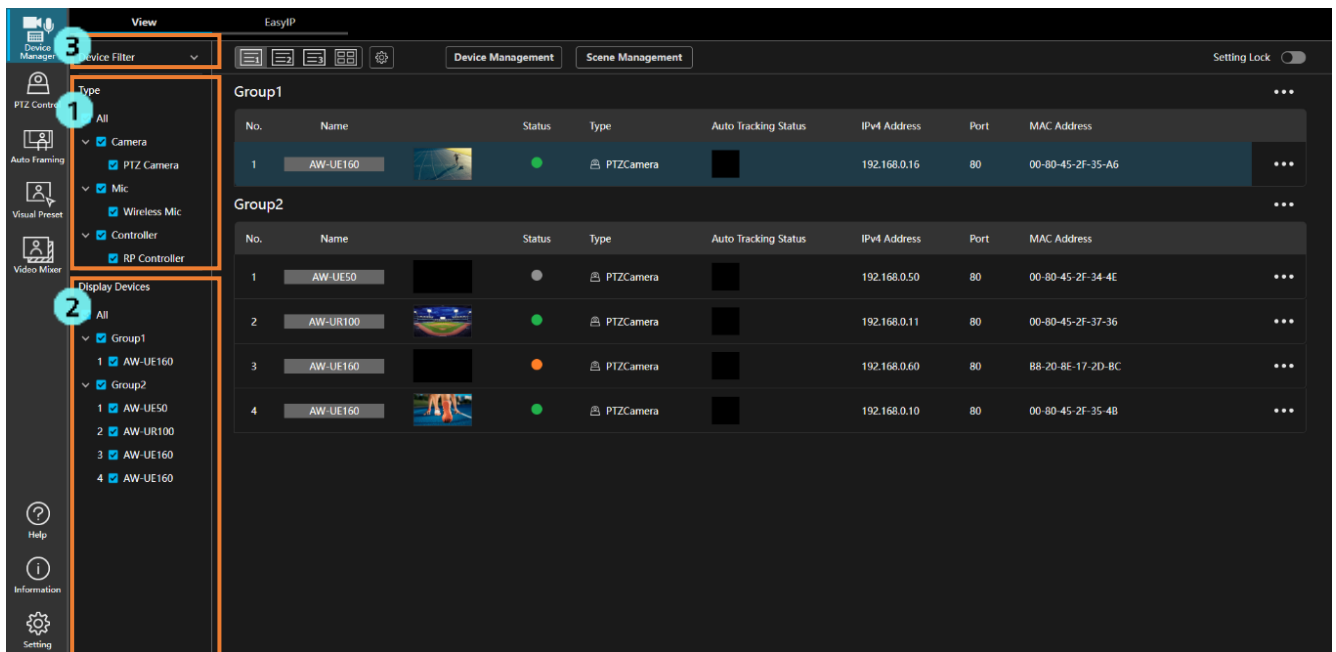 View
EasyIP
Device Manager
3
Device Filter
1
2
3
Device Management
Scene Management
Setting Lock
PTZ Control
Auto Framing
Visual Preset
Video Mixer
Help
Information
Setting
1
Type
All
Camera
PTZ Camera
Mic
Wireless Mic
Controller
RP Controller
2
Display Devices
All
Group1
1 AW-UE160
Group2
1 AW-UE50
2 AW-UR100
3 AW-UE160
4 AW-UE160
Group1
No. Name Status Type Auto Tracking Status IPv4 Address Port MAC Address
1 AW-UE160 PTZCamera 192.168.0.16 80 00-80-45-2F-35-A6
Group2
No. Name Status Type Auto Tracking Status IPv4 Address Port MAC Address
1 AW-UE50 PTZCamera 192.168.0.50 80 00-80-45-2F-34-4E
2 AW-UR100 PTZCamera 192.168.0.11 80 00-80-45-2F-37-36
3 AW-UE160 PTZCamera 192.168.0.60 80 B8-20-8E-17-2D-BC
4 AW-UE160 PTZCamera 192.168.0.10 80 00-80-45-2F-35-4B